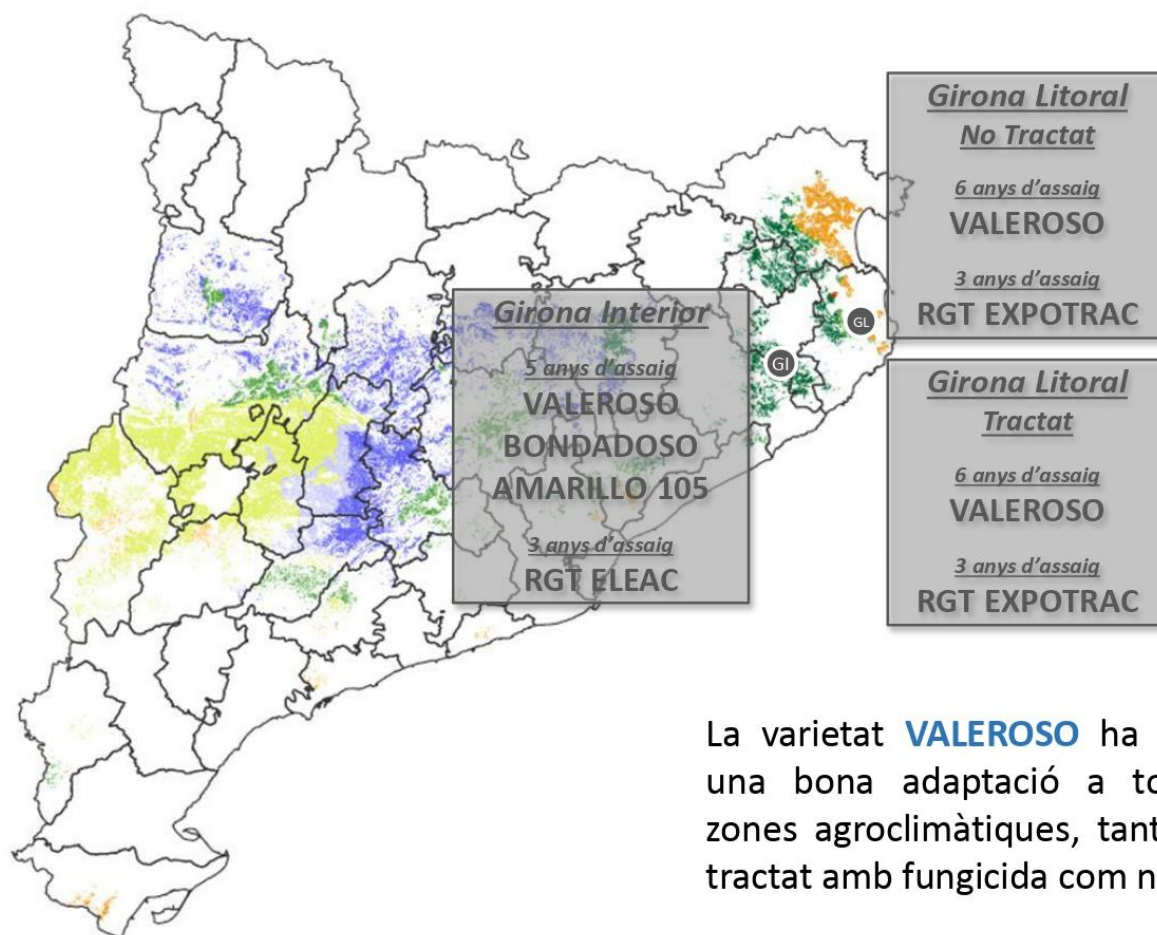 Girona Litoral
No Tractat
6 anys d'assaig
VALEROSO
3 anys d'assaig
RGT EXPOTRAC
GL
GI
Girona Interior
5 anys d'assaig
VALEROSO
BONDADOSO
AMARILLO 105
3 anys d'assaig
RGT ELEAC
Girona Litoral
Tractat
6 anys d'assaig
VALEROSO
3 anys d'assaig
RGT EXPOTRAC
La varietat VALEROSO ha
una bona adaptació a
zones agroclimàtiques, tant
tractat amb fungicida com